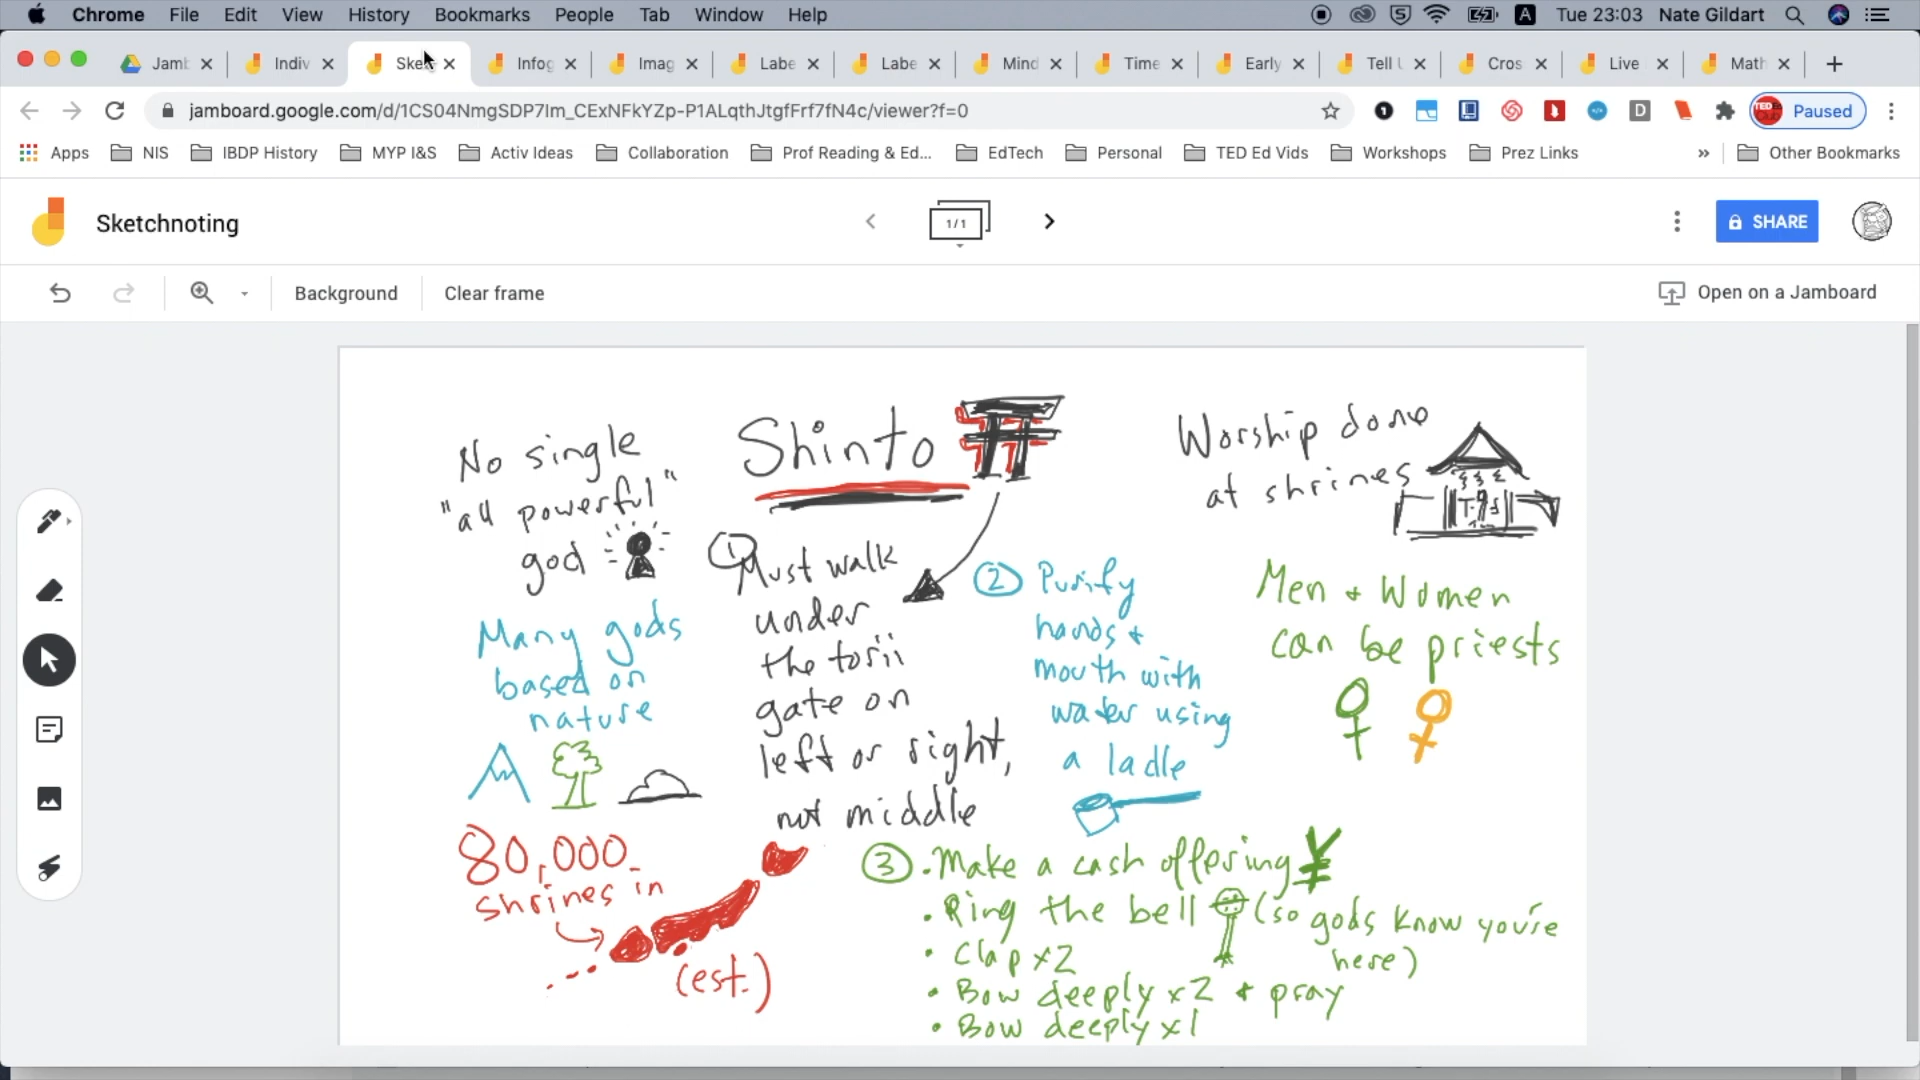 Chrome File Edit View History Bookmarks People Tab Window Help
A Tue 23:03 Nate Gildart
Jamb Indiv Sket Infog Imag Labe Labe Mind Time Early Tell Cros Live Math
jamboard.google.com/d/1CS04NmgSDP7lm_CExNFkYZp-P1ALqthJtgfFrf7fN4c/viewer?f=0
Paused
Apps NIS IBDP History MYP I&S Activ Ideas Collaboration Prof Reading & Ed... EdTech Personal TED Ed Vids Workshops Prez Links » Other Bookmarks
Sketchnoting
1/1
SHARE
Background Clear frame
Open on a Jamboard
Shinto
No single
"all powerful"
god
Many gods
based on
nature
80,000
shrines in
(est.)
1 Must walk
under
the torii
gate on
left or right,
not middle
2 Purify
hands +
mouth with
water using
a ladle
Worship done
at shrines
Men + Women
can be priests
3 • Make a cash offering ¥
• Ring the bell (so gods know you're
here)
• Clap x2
• Bow deeply x2 + pray
• Bow deeply x1